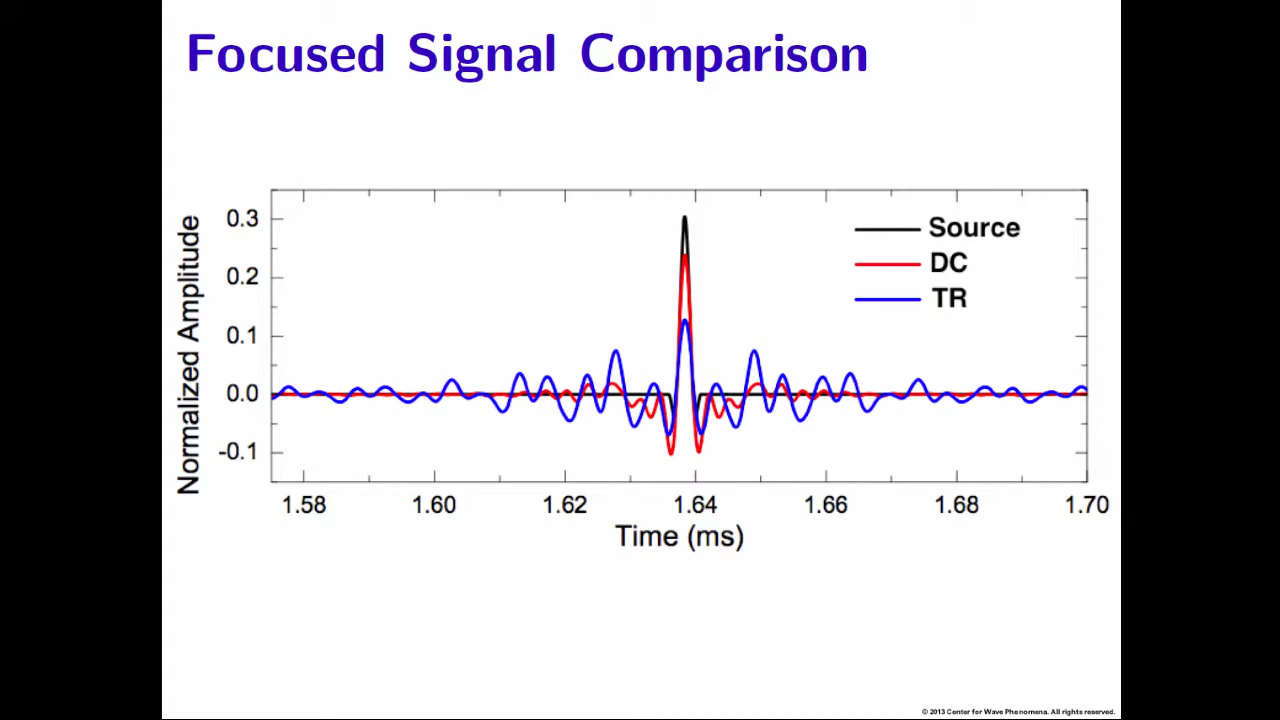 Focused Signal Comparison
Normalized Amplitude
0.3
0.2
0.1
0.0
-0.1
Source
DC
TR
1.58 1.60 1.62 1.64 1.66 1.68 1.70
Time (ms)
© 2013 Center for Wave Phenomena. All rights reserved.